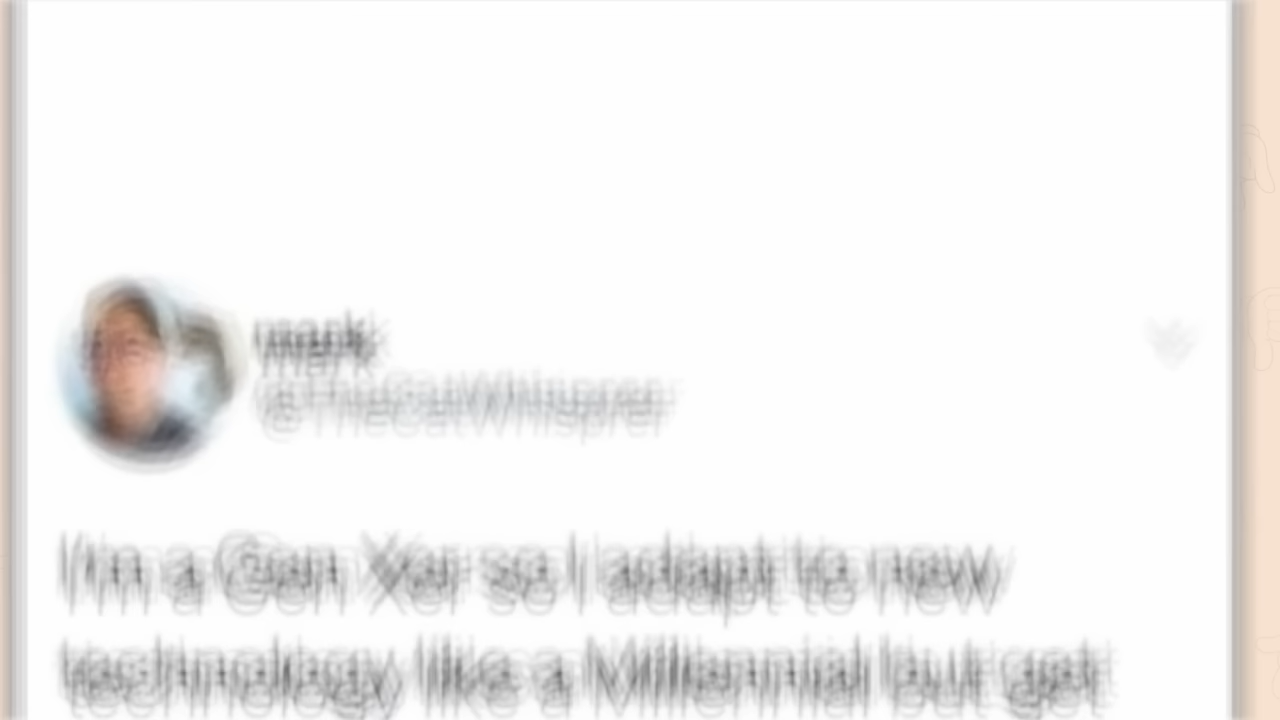 mark
@TheCatWhisprer
I'm a Gen Xer so I adapt to new
technology like a Millennial but get